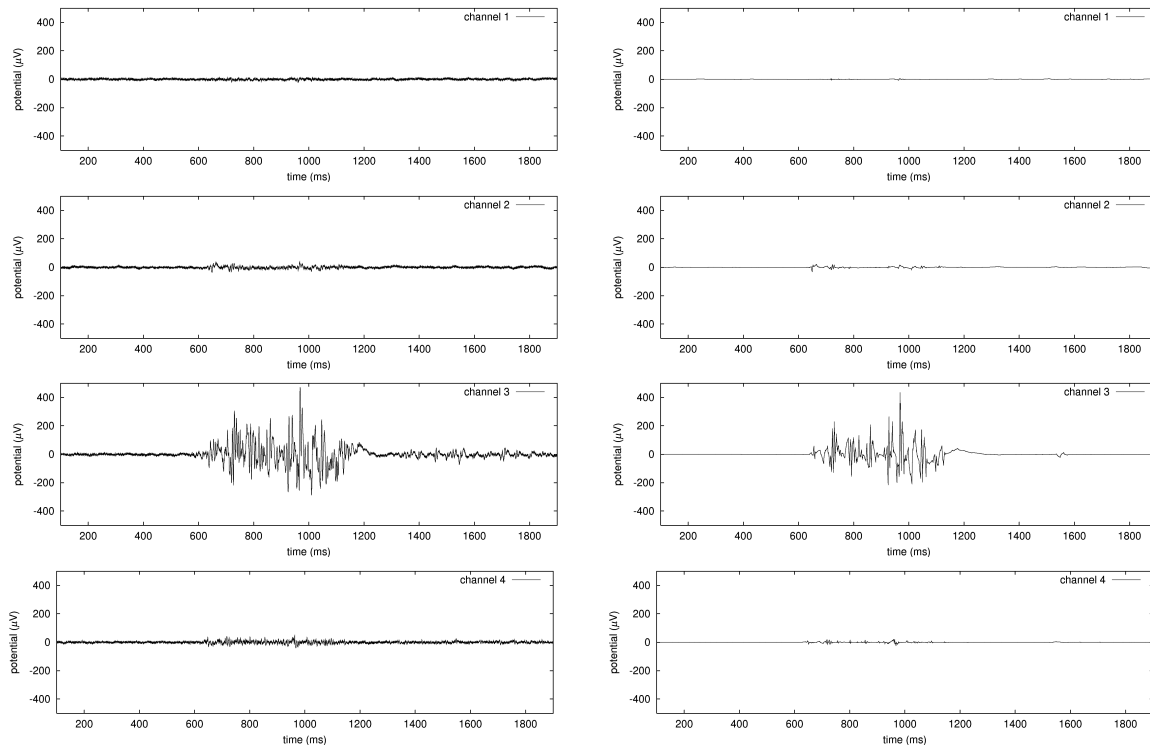 400 channel 1 400 channel 1
200 200
potential (µV) 0 potential (µV) 0
-200 -200
-400 -400
200 400 600 800 1000 1200 1400 1600 1800 200 400 600 800 1000 1200 1400 1600 1800
time (ms) time (ms)
400 channel 2 400 channel 2
200 200
potential (µV) 0 potential (µV) 0
-200 -200
-400 -400
200 400 600 800 1000 1200 1400 1600 1800 200 400 600 800 1000 1200 1400 1600 1800
time (ms) time (ms)
400 channel 3 400 channel 3
200 200
potential (µV) 0 potential (µV) 0
-200 -200
-400 -400
200 400 600 800 1000 1200 1400 1600 1800 200 400 600 800 1000 1200 1400 1600 1800
time (ms) time (ms)
400 channel 4 400 channel 4
200 200
potential (µV) 0 potential (µV) 0
-200 -200
-400 -400
200 400 600 800 1000 1200 1400 1600 1800 200 400 600 800 1000 1200 1400 1600 1800
time (ms) time (ms)